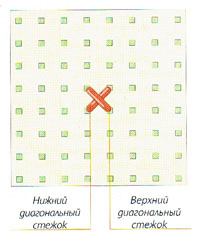 Нижний
диагональный
стежок
Верхний
диагональный
стежок